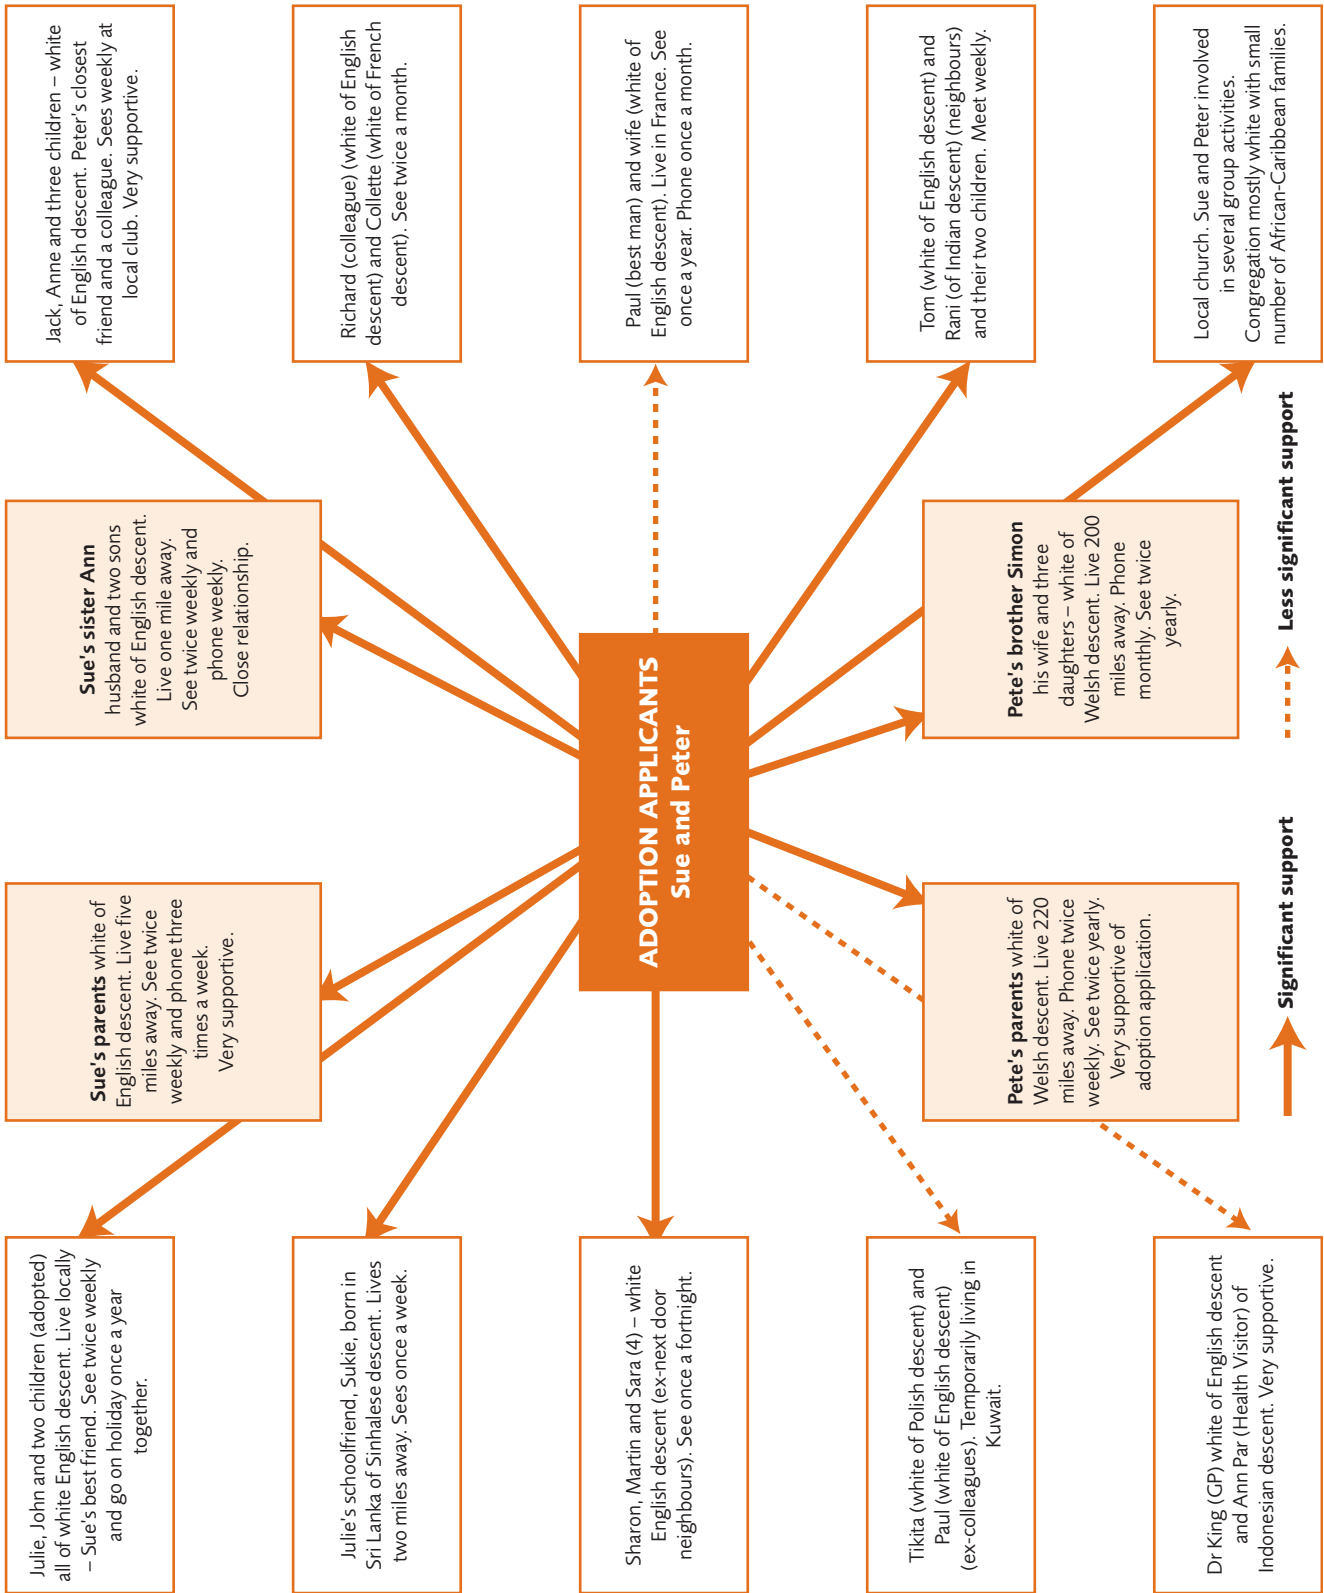 Julie, John and two children (adopted)
all of white English descent. Live locally
– Sue's best friend. See twice weekly
and go on holiday once a year
together.
Sue's parents white of
English descent. Live five
miles away. See twice
weekly and phone three
times a week.
Very supportive.
Sue's sister Ann
husband and two sons
white of English descent.
Live one mile away.
See twice weekly and
phone weekly.
Close relationship.
Jack, Anne and three children – white
of English descent. Peter's closest
friend and a colleague. Sees weekly at
local club. Very supportive.
Julie's schoolfriend, Sukie, born in
Sri Lanka of Sinhalese descent. Lives
two miles away. Sees once a week.
Richard (colleague) (white of English
descent) and Collette (white of French
descent). See twice a month.
Sharon, Martin and Sara (4) – white
English descent (ex-next door
neighbours). See once a fortnight.
ADOPTION APPLICANTS
Sue and Peter
Paul (best man) and wife (white of
English descent). Live in France. See
once a year. Phone once a month.
Tikita (white of Polish descent) and
Paul (white of English descent)
(ex-colleagues). Temporarily living in
Kuwait.
Pete's parents white of
Welsh descent. Live 220
miles away. Phone twice
weekly. See twice yearly.
Very supportive of
adoption application.
Pete's brother Simon
his wife and three
daughters – white of
Welsh descent. Live 200
miles away. Phone
monthly. See twice
yearly.
Tom (white of English descent) and
Rani (of Indian descent) (neighbours)
and their two children. Meet weekly.
Dr King (GP) white of English descent
and Ann Par (Health Visitor) of
Indonesian descent. Very supportive.
Local church. Sue and Peter involved
in several group activities.
Congregation mostly white with small
number of African-Caribbean families.
Significant support
Less significant support